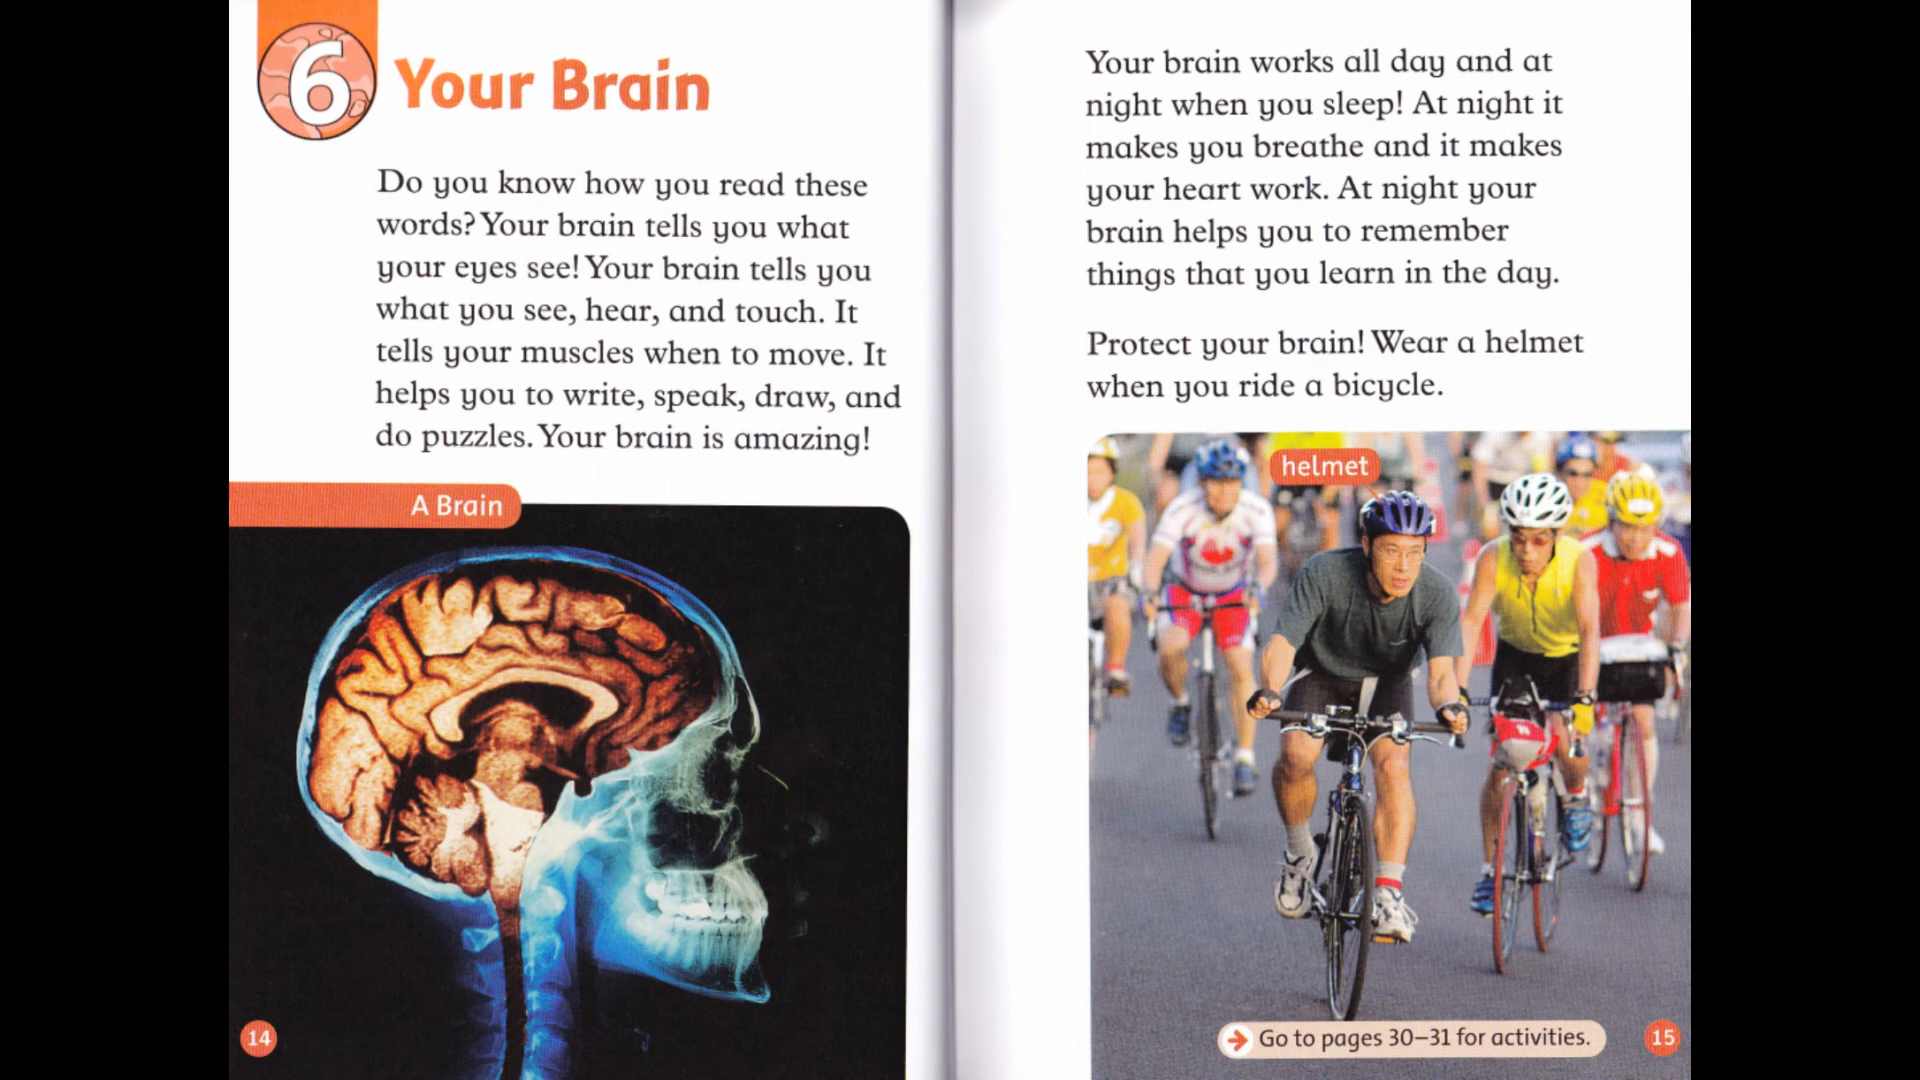 6
Your Brain
Do you know how you read these
words? Your brain tells you what
your eyes see! Your brain tells you
what you see, hear, and touch. It
tells your muscles when to move. It
helps you to write, speak, draw, and
do puzzles. Your brain is amazing!
A Brain
14
Your brain works all day and at
night when you sleep! At night it
makes you breathe and it makes
your heart work. At night your
brain helps you to remember
things that you learn in the day.
Protect your brain! Wear a helmet
when you ride a bicycle.
helmet
Go to pages 30–31 for activities.
15